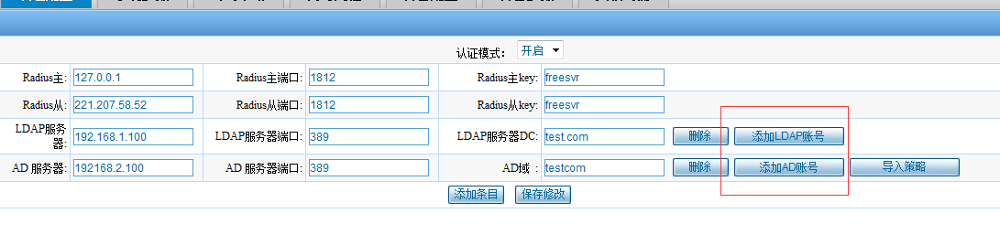 认证模式： 开启
Radius主: 127.0.0.1 Radius主端口: 1812 Radius主key: freesvr
Radius从: 221.207.58.52 Radius从端口: 1812 Radius从key: freesvr
LDAP服务
器: 192.168.1.100 LDAP服务器端口: 389 LDAP服务器DC: test.com 删除 添加LDAP账号
AD 服务器: 192168.2.100 AD 服务器端口: 389 AD域 : testcom 删除 添加AD账号 导入策略
添加条目 保存修改